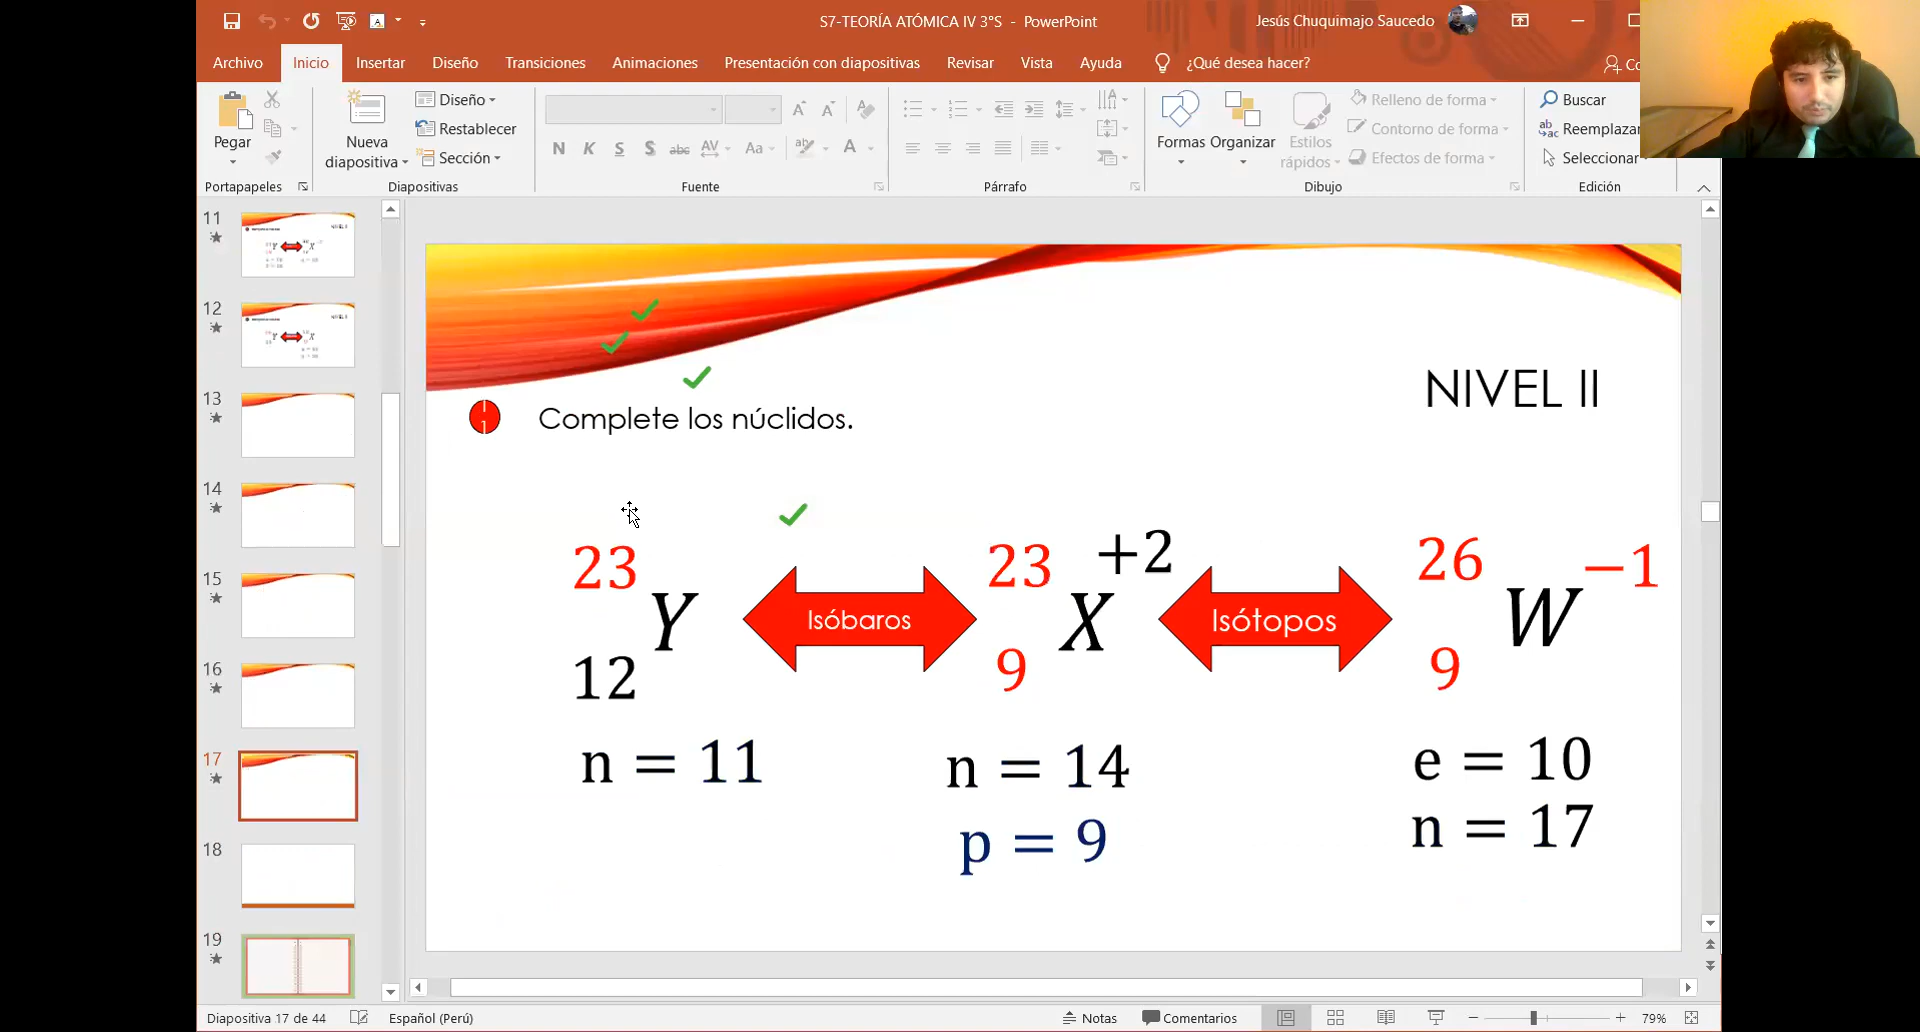 S7-TEORÍA ATÓMICA IV 3°S - PowerPoint
Jesús Chuquimajo Saucedo
Archivo
Inicio
Insertar
Diseño
Transiciones
Animaciones
Presentación con diapositivas
Revisar
Vista
Ayuda
¿Qué desea hacer?
Co
Pegar
Nueva
diapositiva
Diseño
Restablecer
Sección
N K S S abc AV Aa A
Formas
Organizar
Estilos
rápidos
Relleno de forma
Contorno de forma
Efectos de forma
Buscar
Reemplazar
Seleccionar
Portapapeles
Diapositivas
Fuente
Párrafo
Dibujo
Edición
11
12
13
14
15
16
17
18
19
NIVEL II
1
Complete los núclidos.
23
12
Y
n = 11
Isóbaros
23
9
X
+2
n = 14
p = 9
Isótopos
26
9
W
−1
e = 10
n = 17
Diapositiva 17 de 44
Español (Perú)
Notas
Comentarios
79%